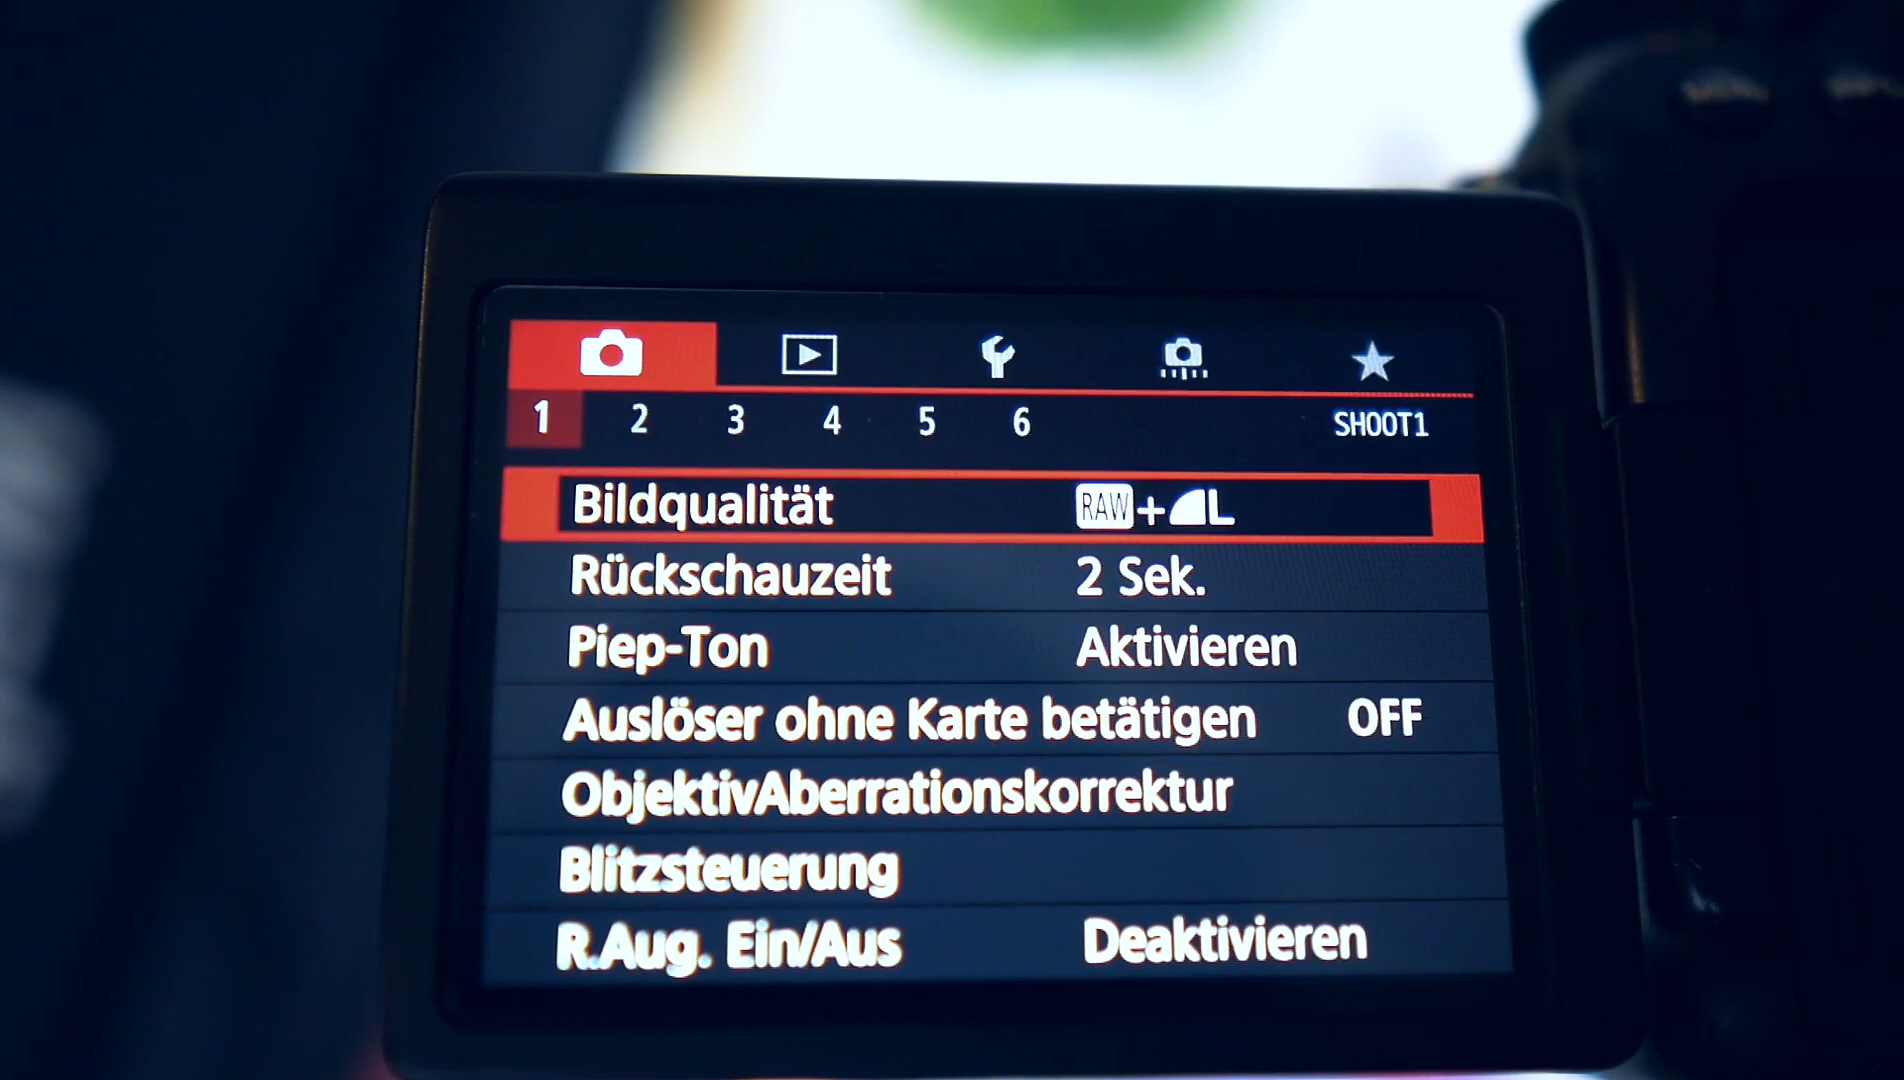 1 2 3 4 5 6 SHOOT1
Bildqualität RAW+L
Rückschauzeit 2 Sek.
Piep-Ton Aktivieren
Auslöser ohne Karte betätigen OFF
ObjektivAberrationskorrektur
Blitzsteuerung
R.Aug. Ein/Aus Deaktivieren